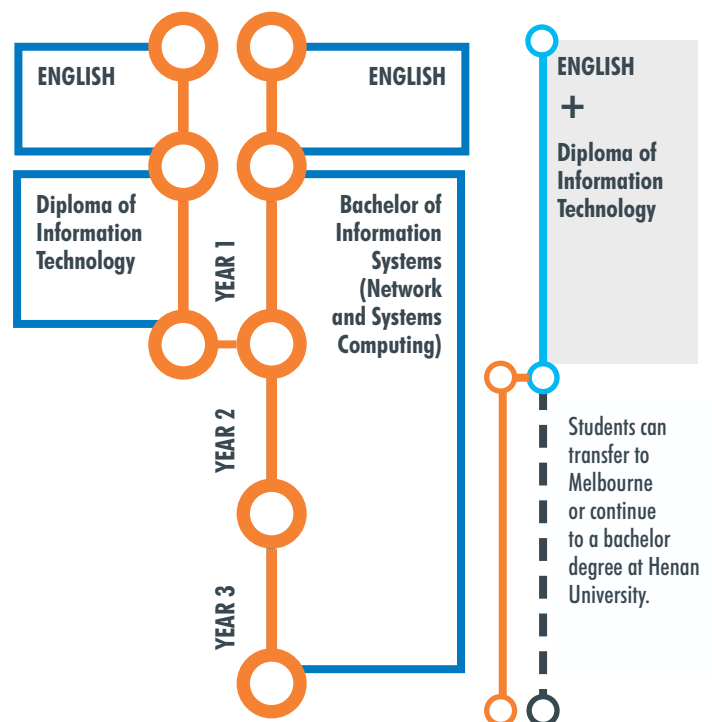 ENGLISH
Diploma of
Information
Technology
YEAR 1
YEAR 2
YEAR 3
ENGLISH
Bachelor of
Information
Systems
(Network
and Systems
Computing)
ENGLISH
+
Diploma of
Information
Technology
Students can
transfer to
Melbourne
or continue
to a bachelor
degree at Henan
University.